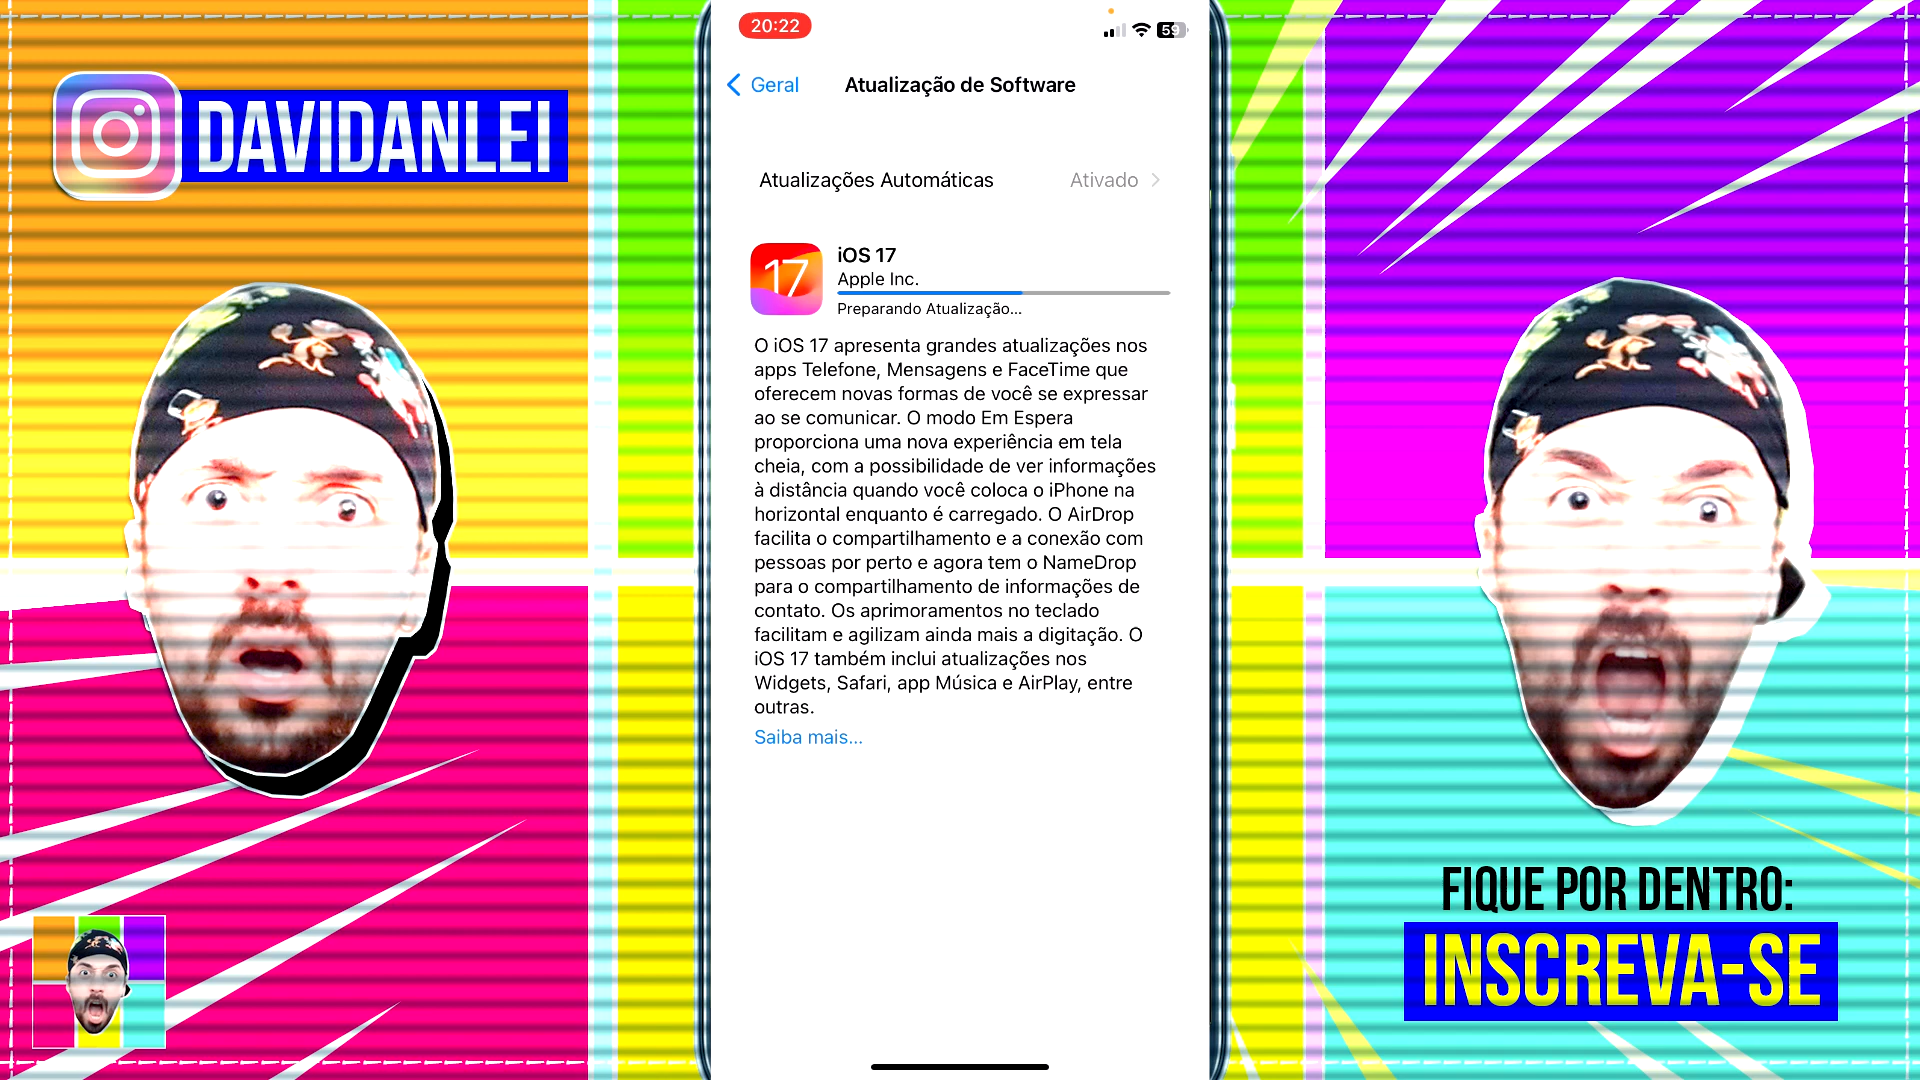 DAVIDANLEI
20:22
59
Geral
Atualização de Software
Atualizações Automáticas
Ativado
17
iOS 17
Apple Inc.
Preparando Atualização...
O iOS 17 apresenta grandes atualizações nos
apps Telefone, Mensagens e FaceTime que
oferecem novas formas de você se expressar
ao se comunicar. O modo Em Espera
proporciona uma nova experiência em tela
cheia, com a possibilidade de ver informações
à distância quando você coloca o iPhone na
horizontal enquanto é carregado. O AirDrop
facilita o compartilhamento e a conexão com
pessoas por perto e agora tem o NameDrop
para o compartilhamento de informações de
contato. Os aprimoramentos no teclado
facilitam e agilizam ainda mais a digitação. O
iOS 17 também inclui atualizações nos
Widgets, Safari, app Música e AirPlay, entre
outras.
Saiba mais...
FIQUE POR DENTRO:
INSCREVA-SE